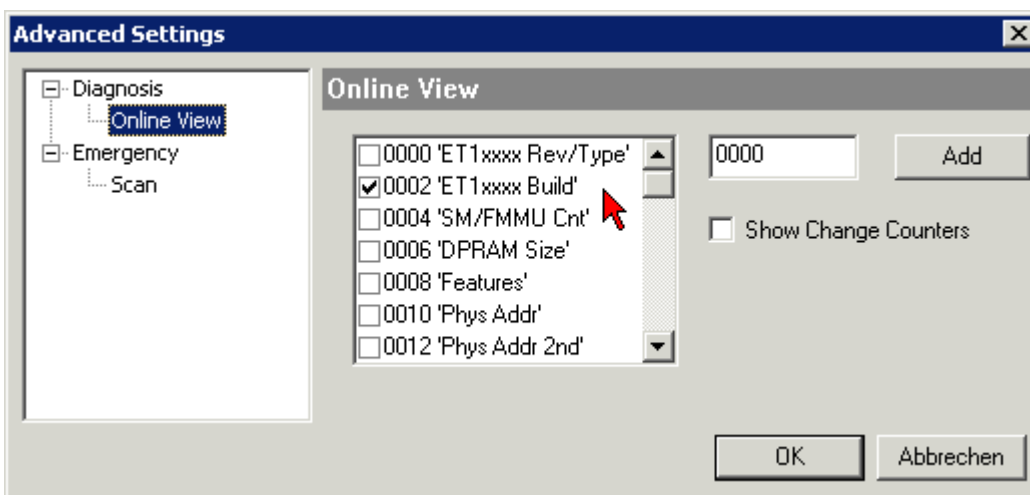 Advanced Settings
Diagnosis
Online View
Emergency
Scan
Online View
0000 'ET1xxxx Rev/Type'
0002 'ET1xxxx Build'
0004 'SM/FMMU Cnt'
0006 'DPRAM Size'
0008 'Features'
0010 'Phys Addr'
0012 'Phys Addr 2nd'
0000
Add
Show Change Counters
OK
Abbrechen